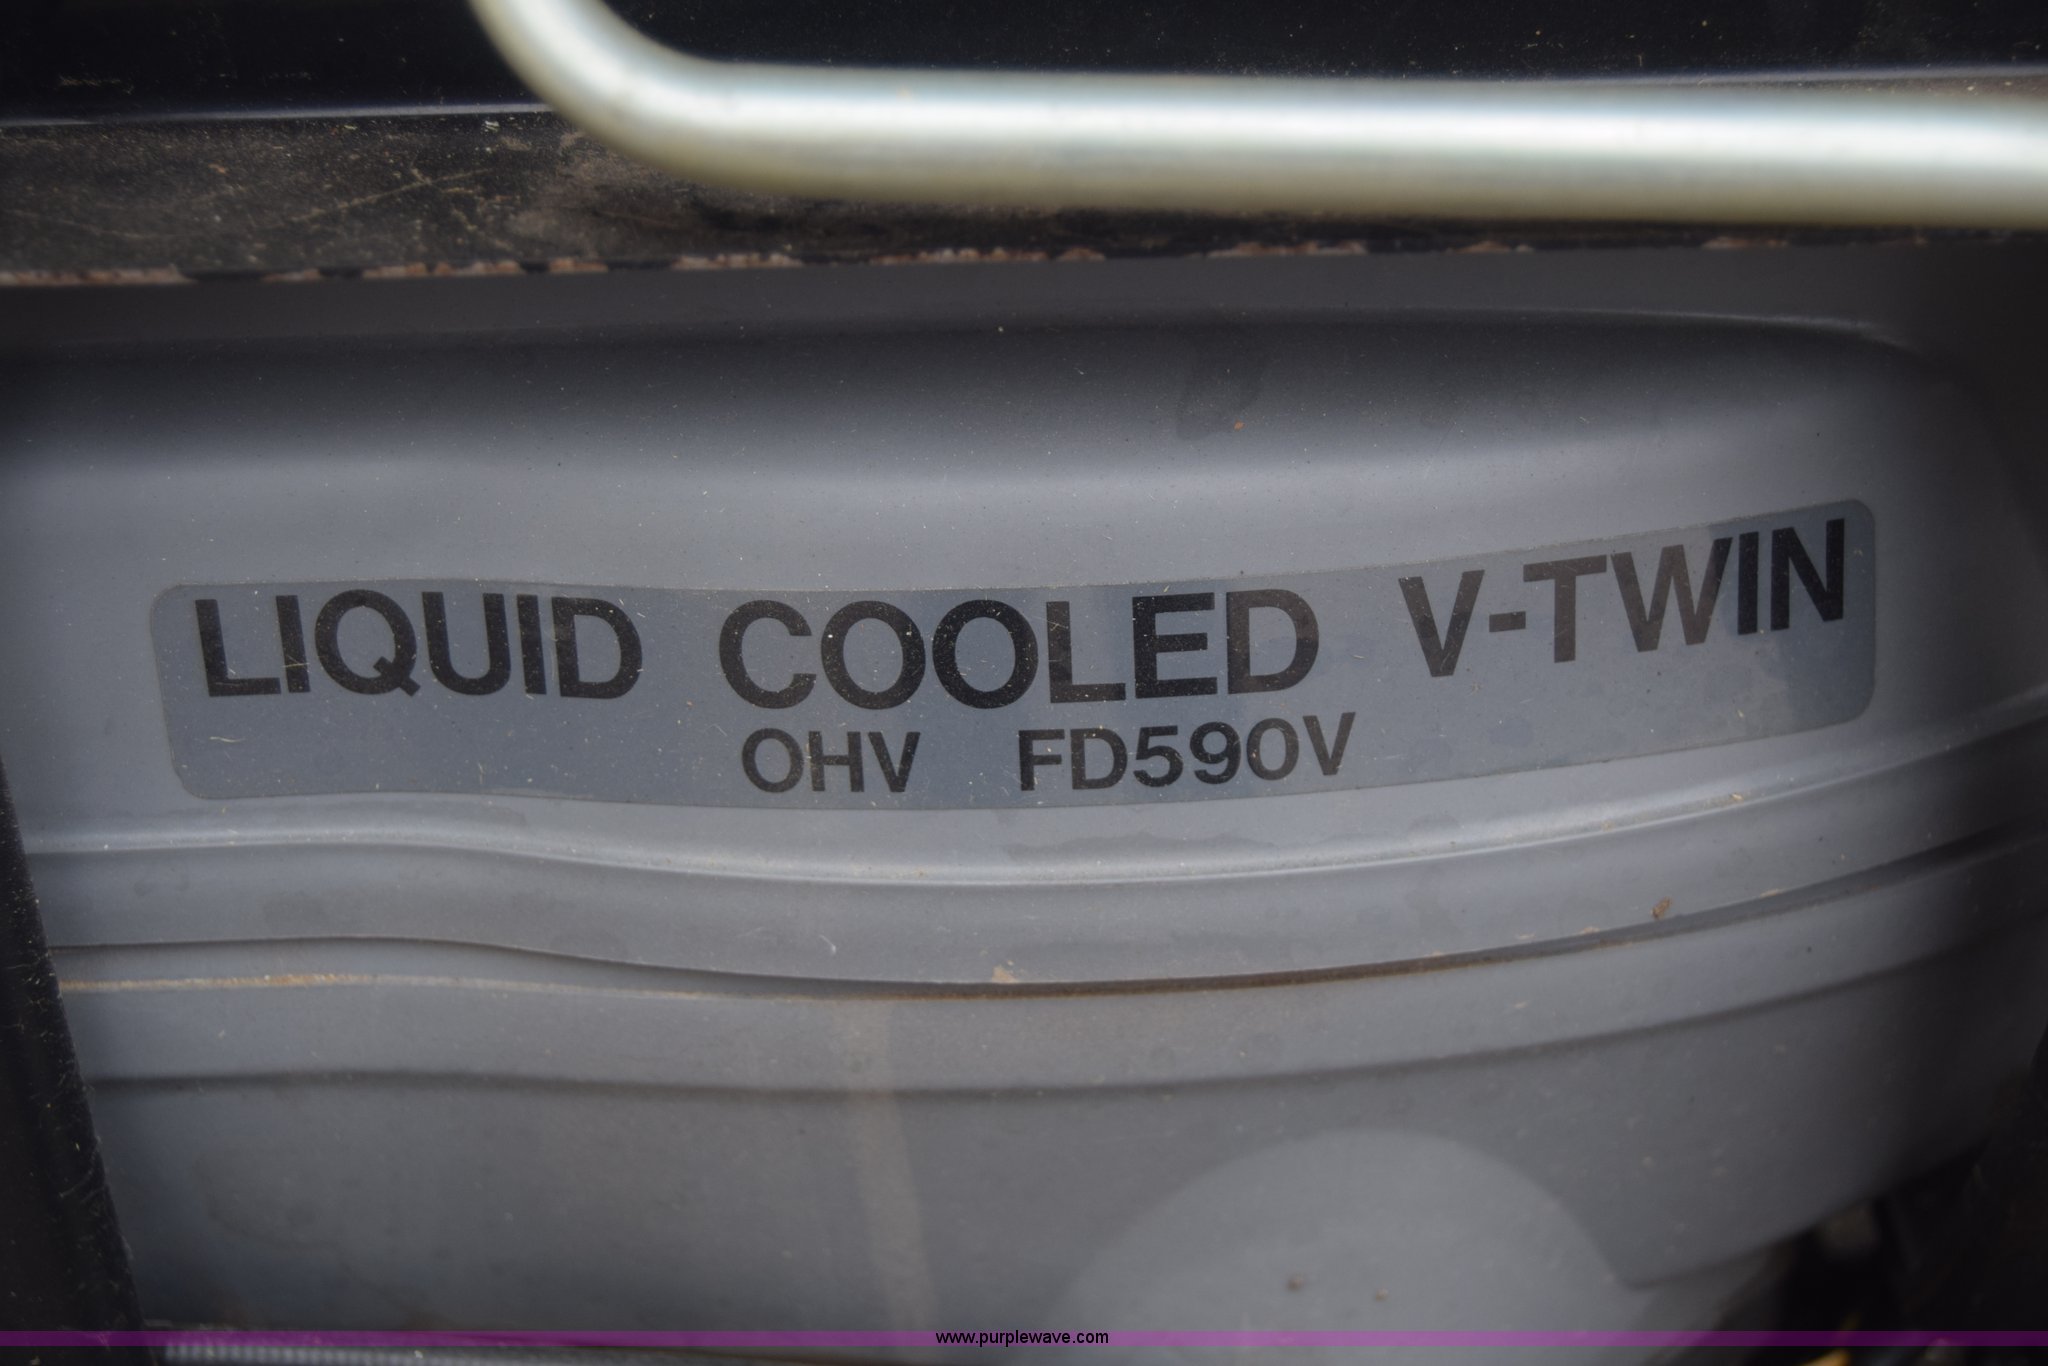 LIQUID COOLED V-TWIN
OHV FD590V
www.purplewave.com